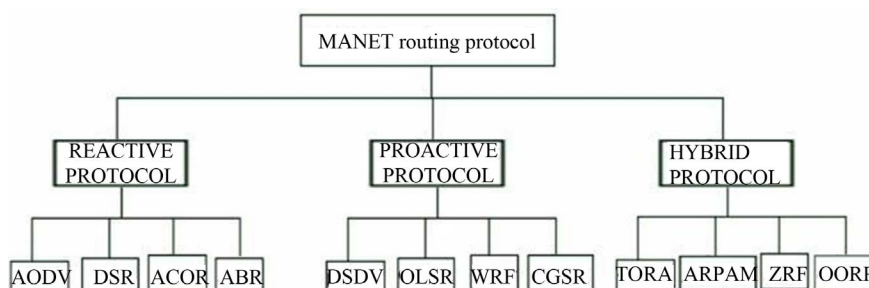 MANET routing protocol
REACTIVE
PROTOCOL
PROACTIVE
PROTOCOL
HYBRID
PROTOCOL
AODV DSR ACOR ABR DSDV OLSR WRF CGSR TORA ARPAM ZRF OORF